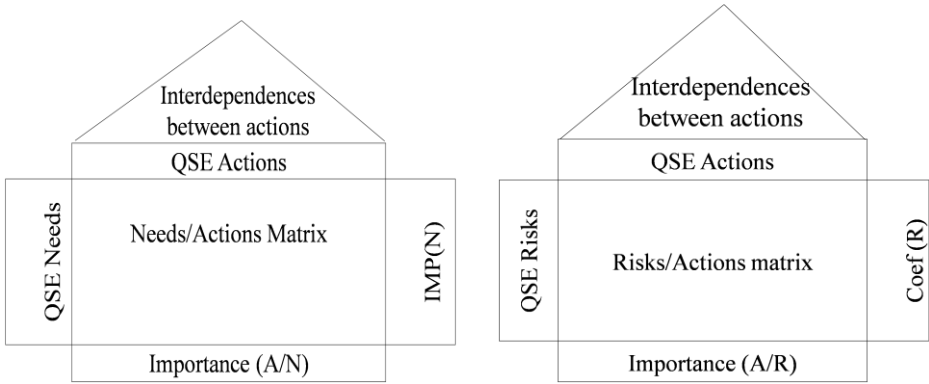 Interdependences
between actions
QSE Actions
QSE Needs
Needs/Actions Matrix
IMP(N)
Importance (A/N)
Interdependences
between actions
QSE Actions
QSE Risks
Risks/Actions matrix
Coef (R)
Importance (A/R)